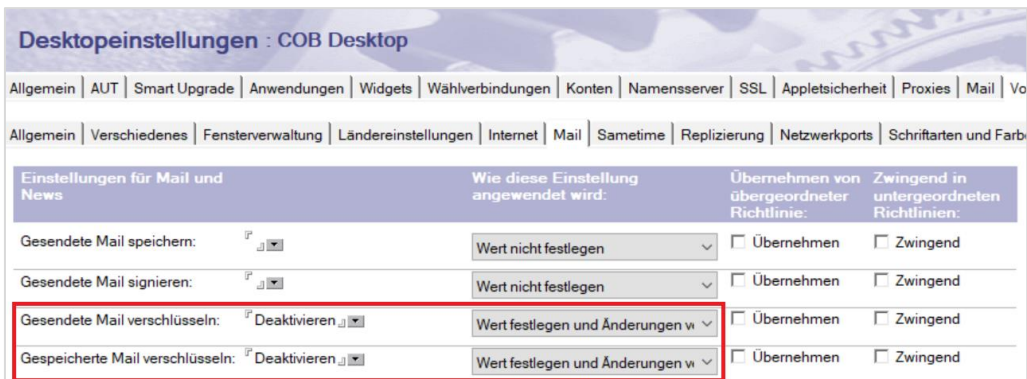 Desktopeinstellungen : COB Desktop
Allgemein | AUT | Smart Upgrade | Anwendungen | Widgets | Wählverbindungen | Konten | Namensserver | SSL | Appletsicherheit | Proxies | Mail | Vo
Allgemein | Verschiedenes | Fensterverwaltung | Ländereinstellungen | Internet | Mail | Sametime | Replizierung | Netzwerkports | Schriftarten und Farb
Einstellungen für Mail und News
Wie diese Einstellung angewendet wird:
Übernehmen von übergeordneter Richtlinie:
Zwingend in untergeordneten Richtlinien:
Gesendete Mail speichern: Wert nicht festlegen Übernehmen Zwingend
Gesendete Mail signieren: Wert nicht festlegen Übernehmen Zwingend
Gesendete Mail verschlüsseln: Deaktivieren Wert festlegen und Änderungen v Übernehmen Zwingend
Gespeicherte Mail verschlüsseln: Deaktivieren Wert festlegen und Änderungen v Übernehmen Zwingend